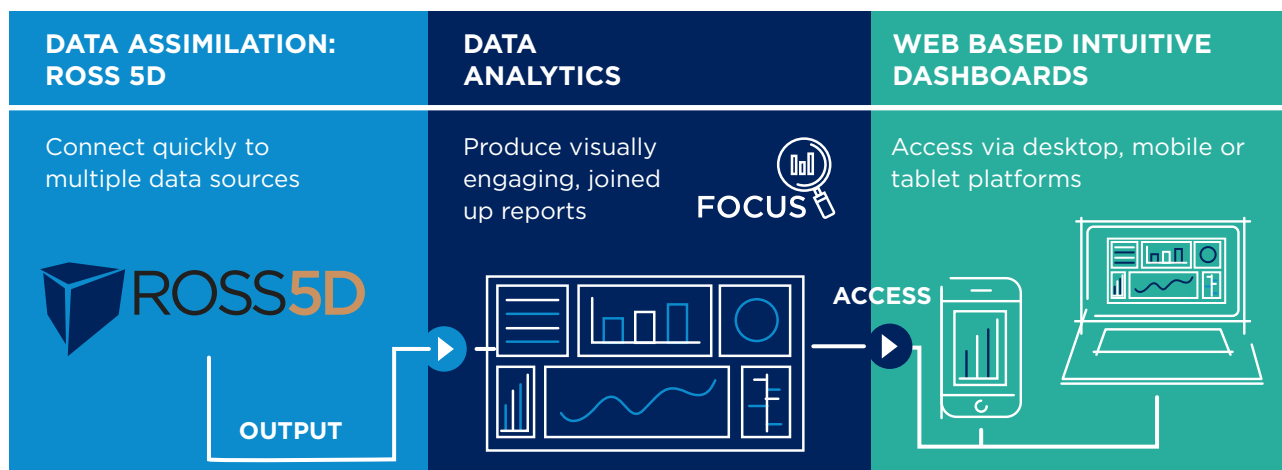 DATA ASSIMILATION:
ROSS 5D
Connect quickly to
multiple data sources
ROSS5D
OUTPUT
DATA
ANALYTICS
Produce visually
engaging, joined
up reports
FOCUS
ACCESS
WEB BASED INTUITIVE
DASHBOARDS
Access via desktop, mobile or
tablet platforms